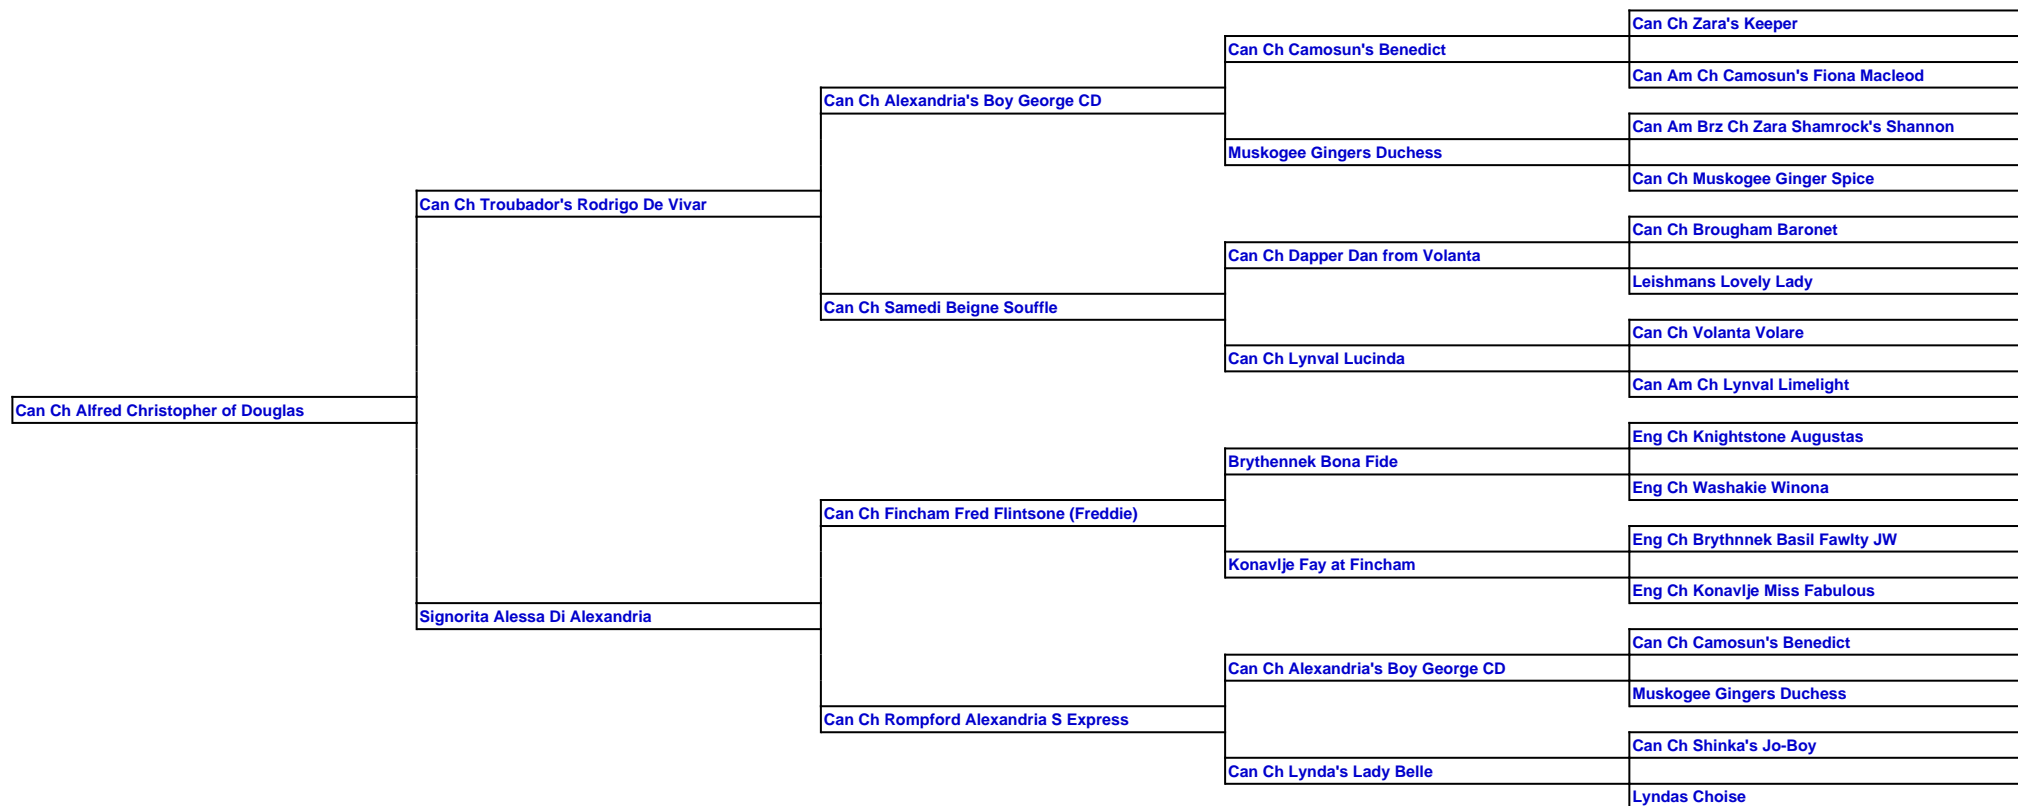 Can Ch Zara's Keeper
Can Ch Camosun's Benedict
Can Am Ch Camosun's Fiona Macleod
Can Ch Alexandria's Boy George CD
Can Am Brz Ch Zara Shamrock's Shannon
Muskogee Gingers Duchess
Can Ch Muskogee Ginger Spice
Can Ch Troubador's Rodrigo De Vivar
Can Ch Brougham Baronet
Can Ch Dapper Dan from Volanta
Leishmans Lovely Lady
Can Ch Samedi Beigne Souffle
Can Ch Volanta Volare
Can Ch Lynval Lucinda
Can Am Ch Lynval Limelight
Can Ch Alfred Christopher of Douglas
Eng Ch Knightstone Augustas
Brythennek Bona Fide
Eng Ch Washakie Winona
Can Ch Fincham Fred Flintsone (Freddie)
Eng Ch Brythnnek Basil Fawlty JW
Konavlje Fay at Fincham
Eng Ch Konavlje Miss Fabulous
Signorita Alessa Di Alexandria
Can Ch Camosun's Benedict
Can Ch Alexandria's Boy George CD
Muskogee Gingers Duchess
Can Ch Rompford Alexandria S Express
Can Ch Shinka's Jo-Boy
Can Ch Lynda's Lady Belle
Lyndas Choise